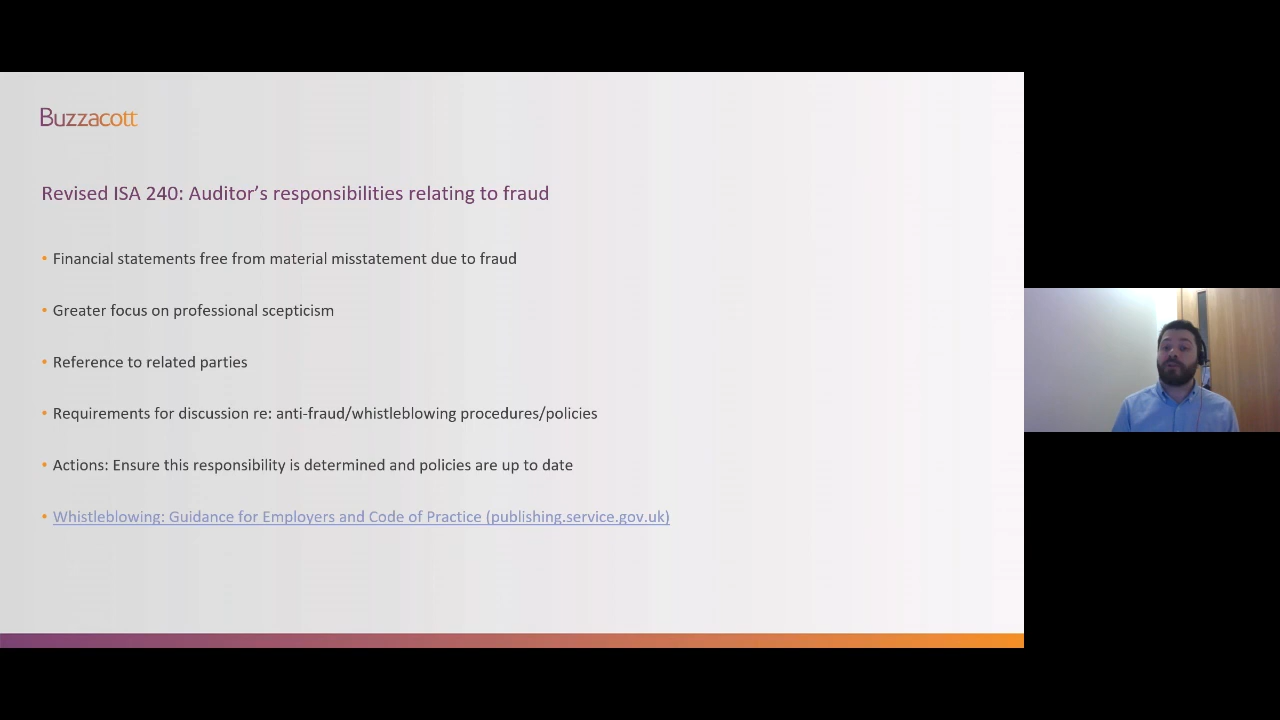 Buzzacott
Revised ISA 240: Auditor’s responsibilities relating to fraud
• Financial statements free from material misstatement due to fraud
• Greater focus on professional scepticism
• Reference to related parties
• Requirements for discussion re: anti-fraud/whistleblowing procedures/policies
• Actions: Ensure this responsibility is determined and policies are up to date
• Whistleblowing: Guidance for Employers and Code of Practice (publishing.service.gov.uk)